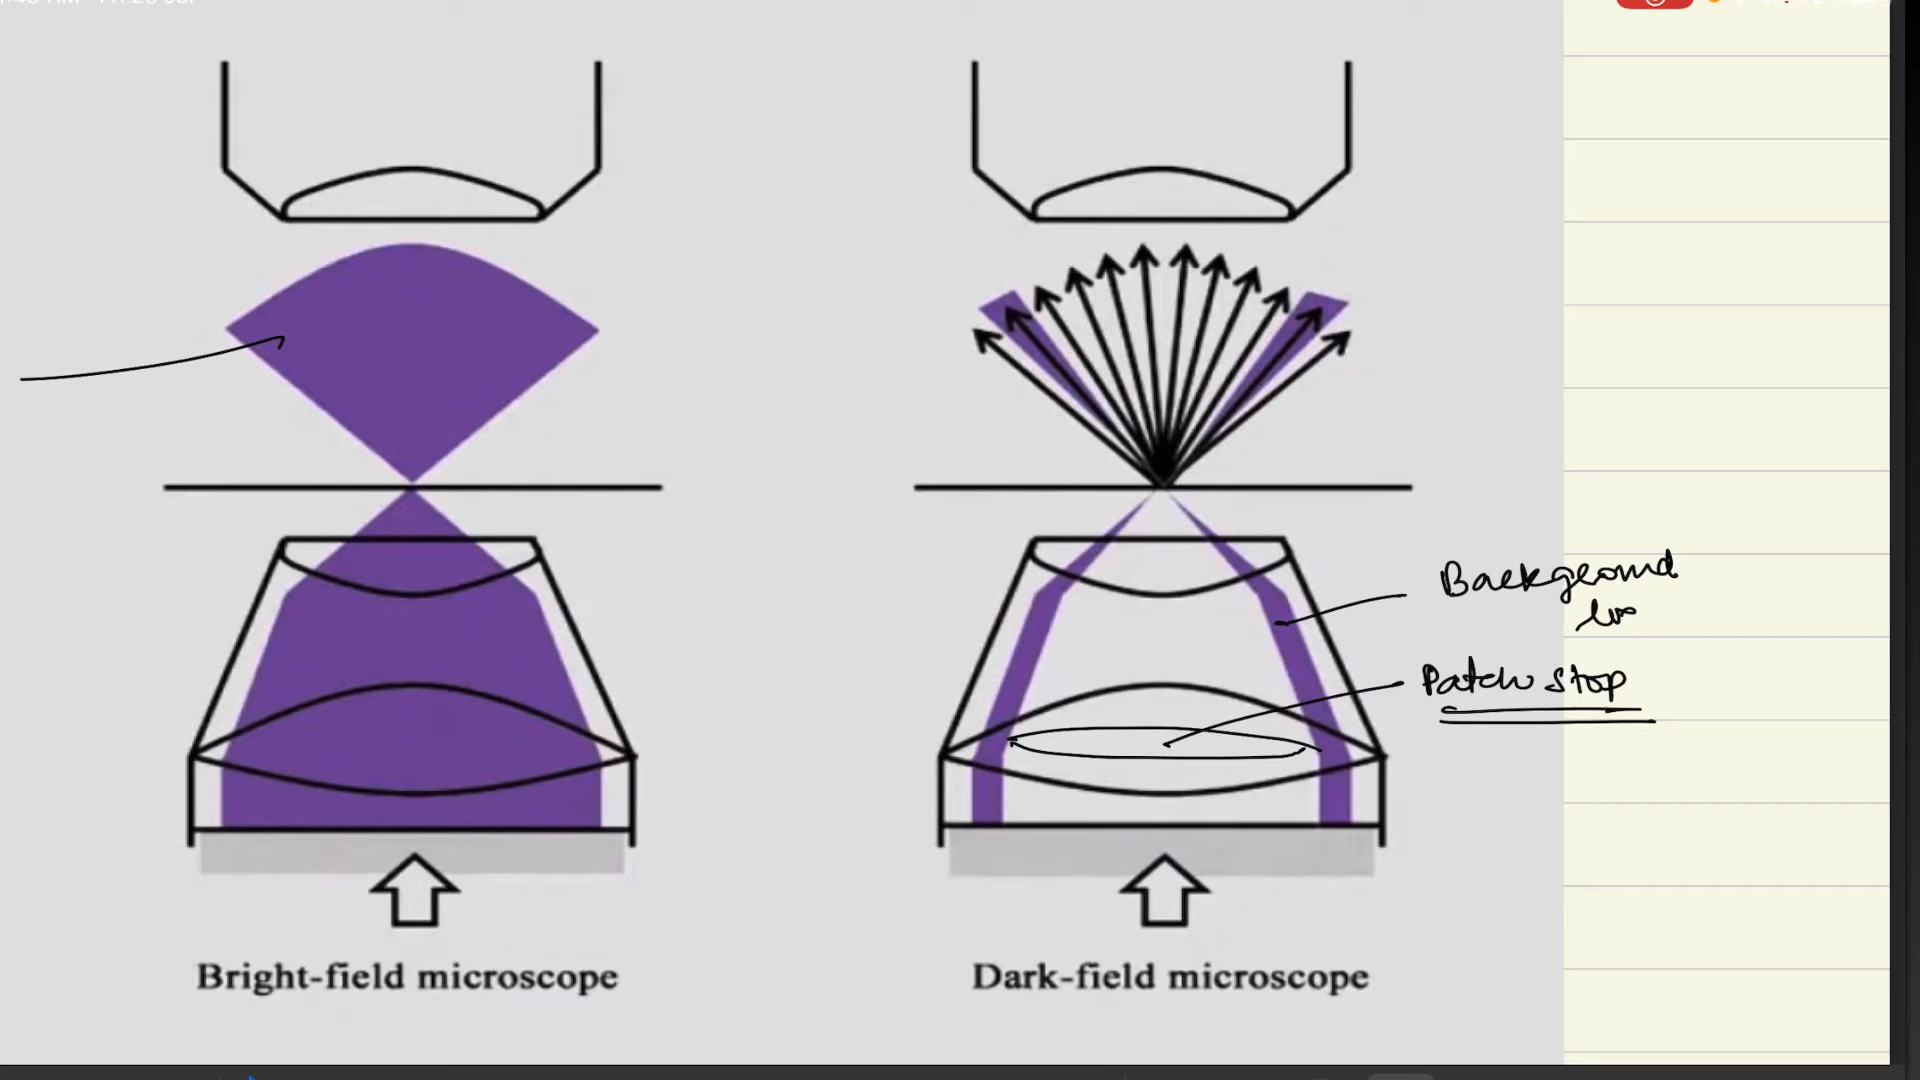 Background
Patch stop
Bright-field microscope
Dark-field microscope